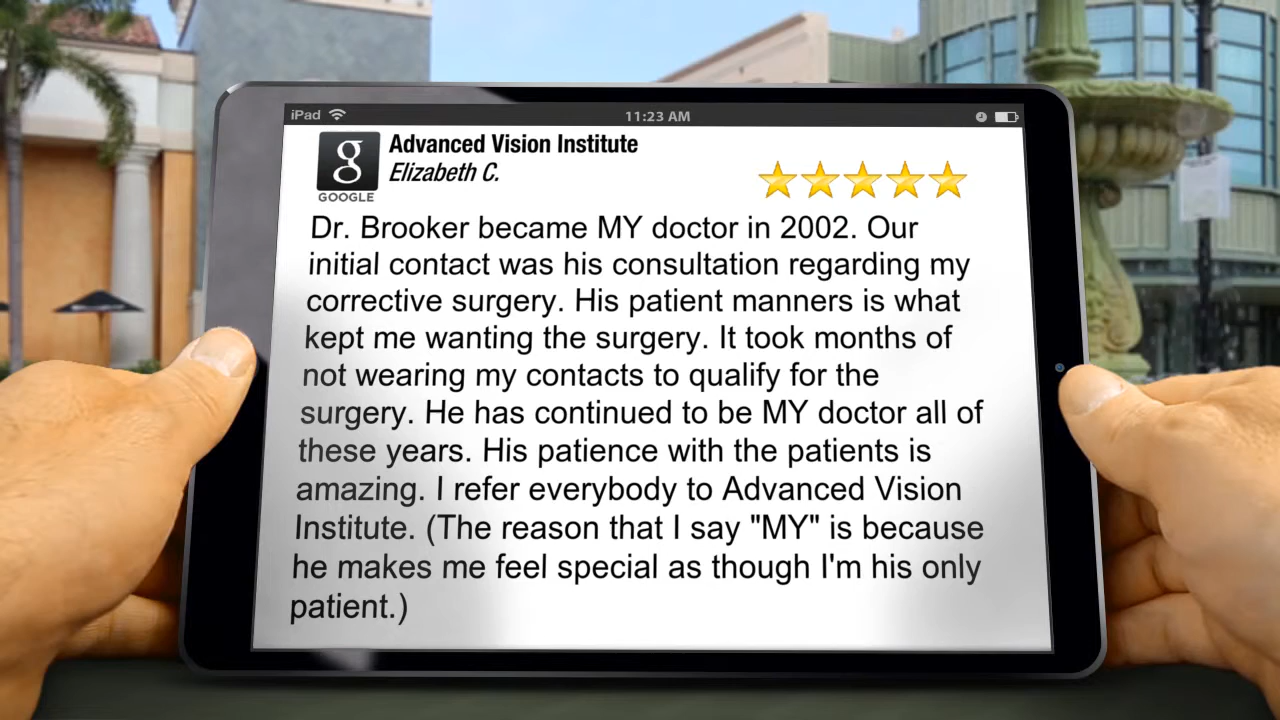 iPad 11:23 AM
g
GOOGLE
Advanced Vision Institute
Elizabeth C.
Dr. Brooker became MY doctor in 2002. Our
initial contact was his consultation regarding my
corrective surgery. His patient manners is what
kept me wanting the surgery. It took months of
not wearing my contacts to qualify for the
surgery. He has continued to be MY doctor all of
these years. His patience with the patients is
amazing. I refer everybody to Advanced Vision
Institute. (The reason that I say "MY" is because
he makes me feel special as though I'm his only
patient.)